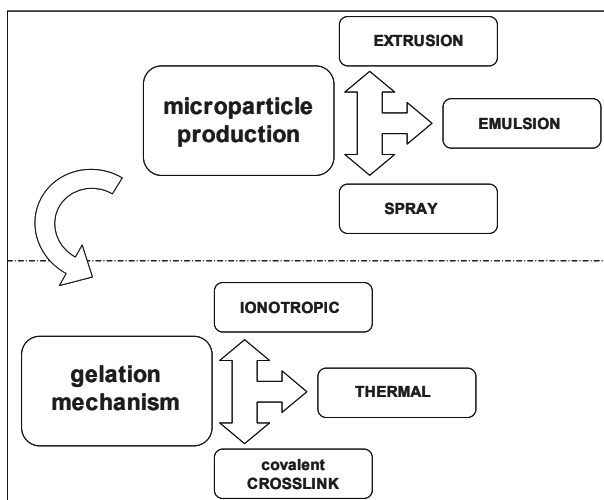 EXTRUSION
microparticle
production
EMULSION
SPRAY
IONOTROPIC
gelation
mechanism
THERMAL
covalent
CROSSLINK